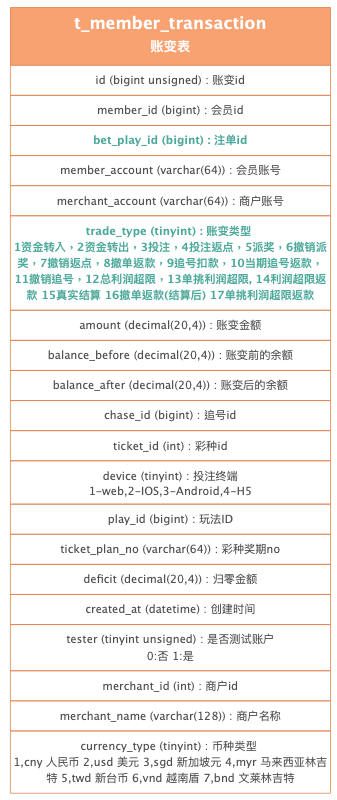 t_member_transaction
账变表
id (bigint unsigned) : 账变id
member_id (bigint) : 会员id
bet_play_id (bigint) : 注单id
member_account (varchar(64)) : 会员账号
merchant_account (varchar(64)) : 商户账号
trade_type (tinyint) : 账变类型
1资金转入，2资金转出，3投注，4投注返点，5派奖，6撤销派
奖，7撤销返点，8撤单返款，9追号扣款，10当期追号返款，
11撤销追号，12总利润超限，13单挑利润超限, 14利润超限返
款 15真实结算 16撤单返款(结算后) 17单挑利润超限返款
amount (decimal(20,4)) : 账变金额
balance_before (decimal(20,4)) : 账变前的余额
balance_after (decimal(20,4)) : 账变后的余额
chase_id (bigint) : 追号id
ticket_id (int) : 彩种id
device (tinyint) : 投注终端
1-web,2-IOS,3-Android,4-H5
play_id (bigint) : 玩法ID
ticket_plan_no (varchar(64)) : 彩种奖期no
deficit (decimal(20,4)) : 归零金额
created_at (datetime) : 创建时间
tester (tinyint unsigned) : 是否测试账户
0:否 1:是
merchant_id (int) : 商户id
merchant_name (varchar(128)) : 商户名称
currency_type (tinyint) : 币种类型
1,cny 人民币 2,usd 美元 3,sgd 新加坡元 4,myr 马来西亚林吉
特 5,twd 新台币 6,vnd 越南盾 7,bnd 文莱林吉特